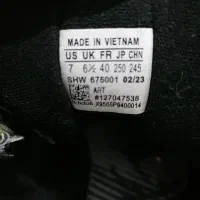 MADE IN VIETNAM
US UK FR JP CHN
7 6½ 40 250 245
SHW 675001 02/23
ART
#127047538
X9505P9400014